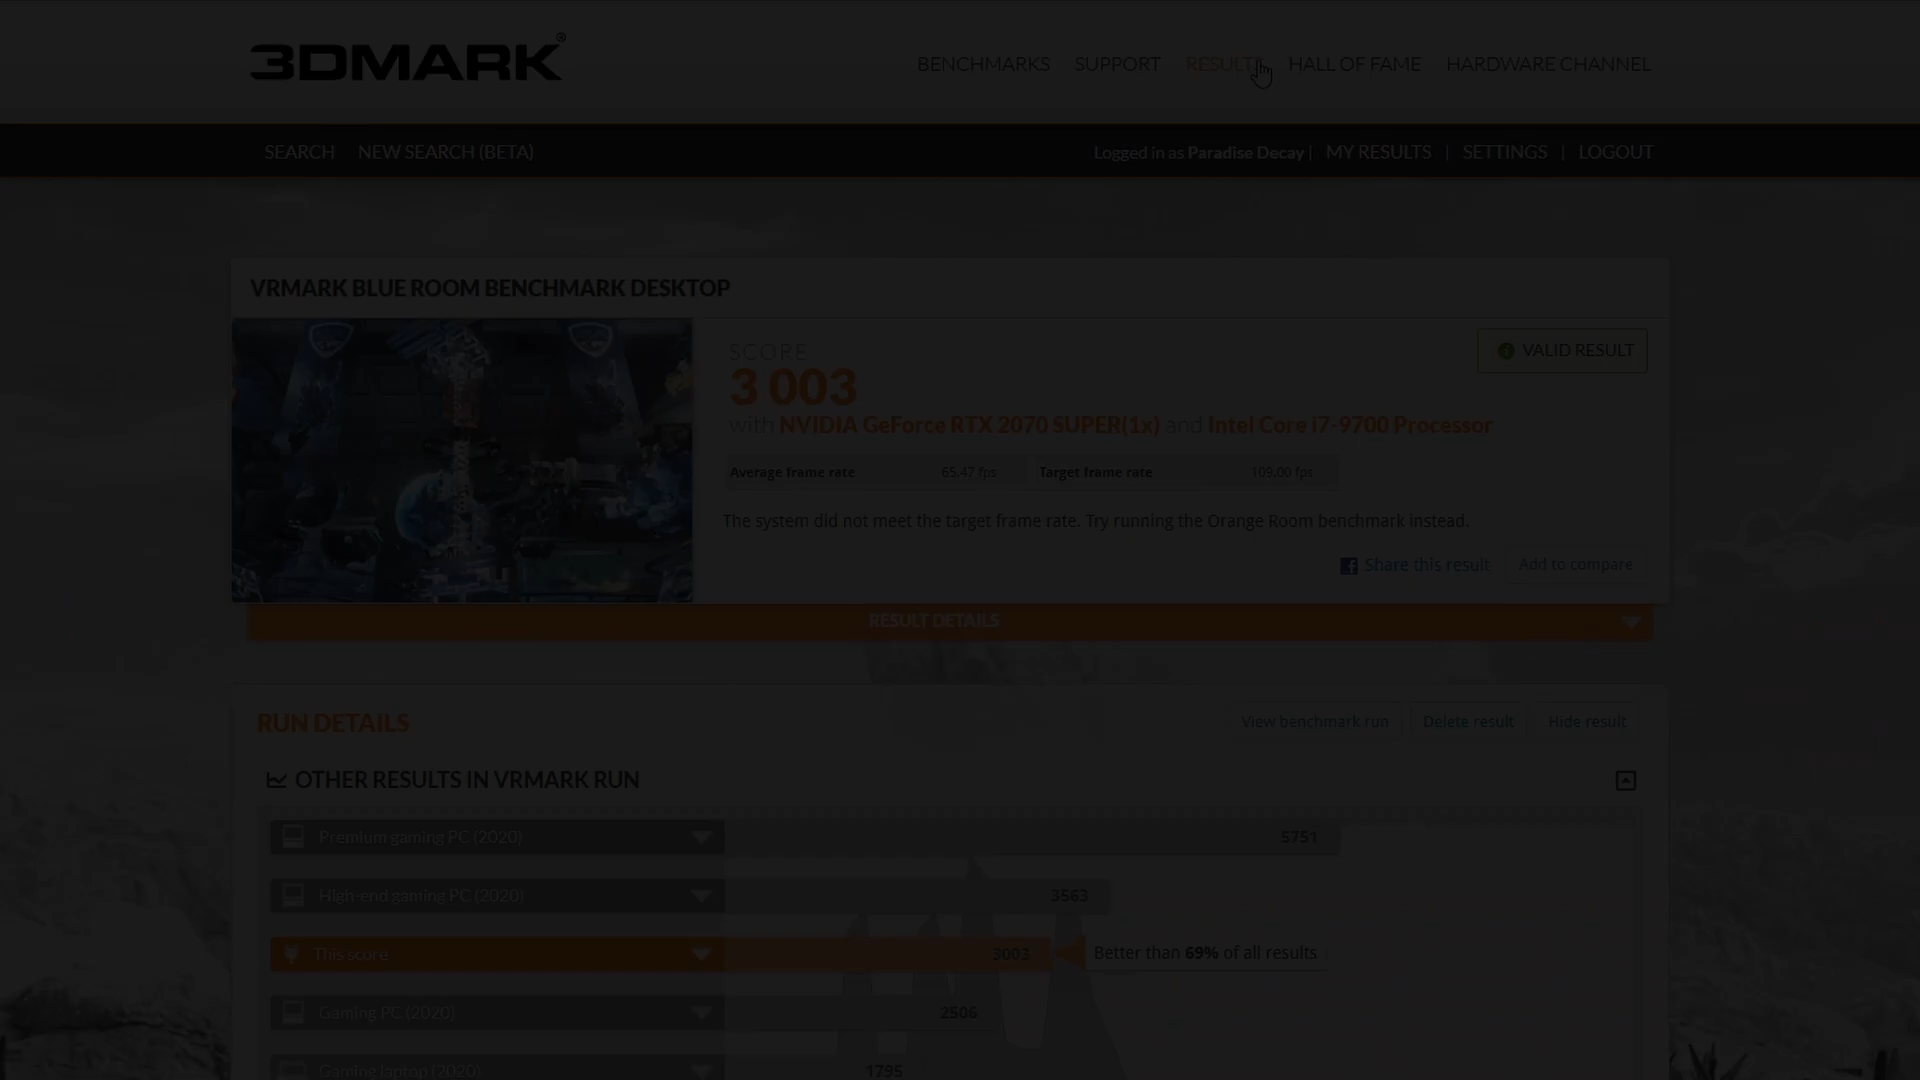 3DMARK®
BENCHMARKS SUPPORT RESULTS HALL OF FAME HARDWARE CHANNEL
SEARCH NEW SEARCH (BETA) Logged in as Paradise Decay | MY RESULTS | SETTINGS | LOGOUT
VRMARK BLUE ROOM BENCHMARK DESKTOP
SCORE
VALID RESULT
3 003
with NVIDIA GeForce RTX 2070 SUPER(1x) and Intel Core i7-9700 Processor
Average frame rate 65,47 fps Target frame rate 109,00 fps
The system did not meet the target frame rate. Try running the Orange Room benchmark instead.
Share this result Add to compare
RESULT DETAILS
RUN DETAILS View benchmark run Delete result Hide result
OTHER RESULTS IN VRMARK RUN
Premium gaming PC (2020) 5751
High-end gaming PC (2020) 3563
This score 3003 Better than 69% of all results
Gaming PC (2020) 2506
Gaming laptop (2020) 1795